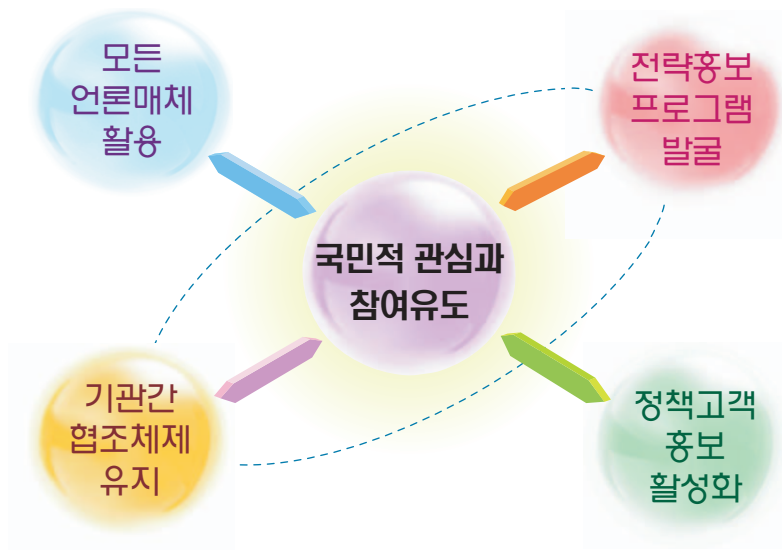 모든
언론매체
활용
전략홍보
프로그램
발굴
국민적 관심과
참여유도
기관간
협조체제
유지
정책고객
홍보
활성화